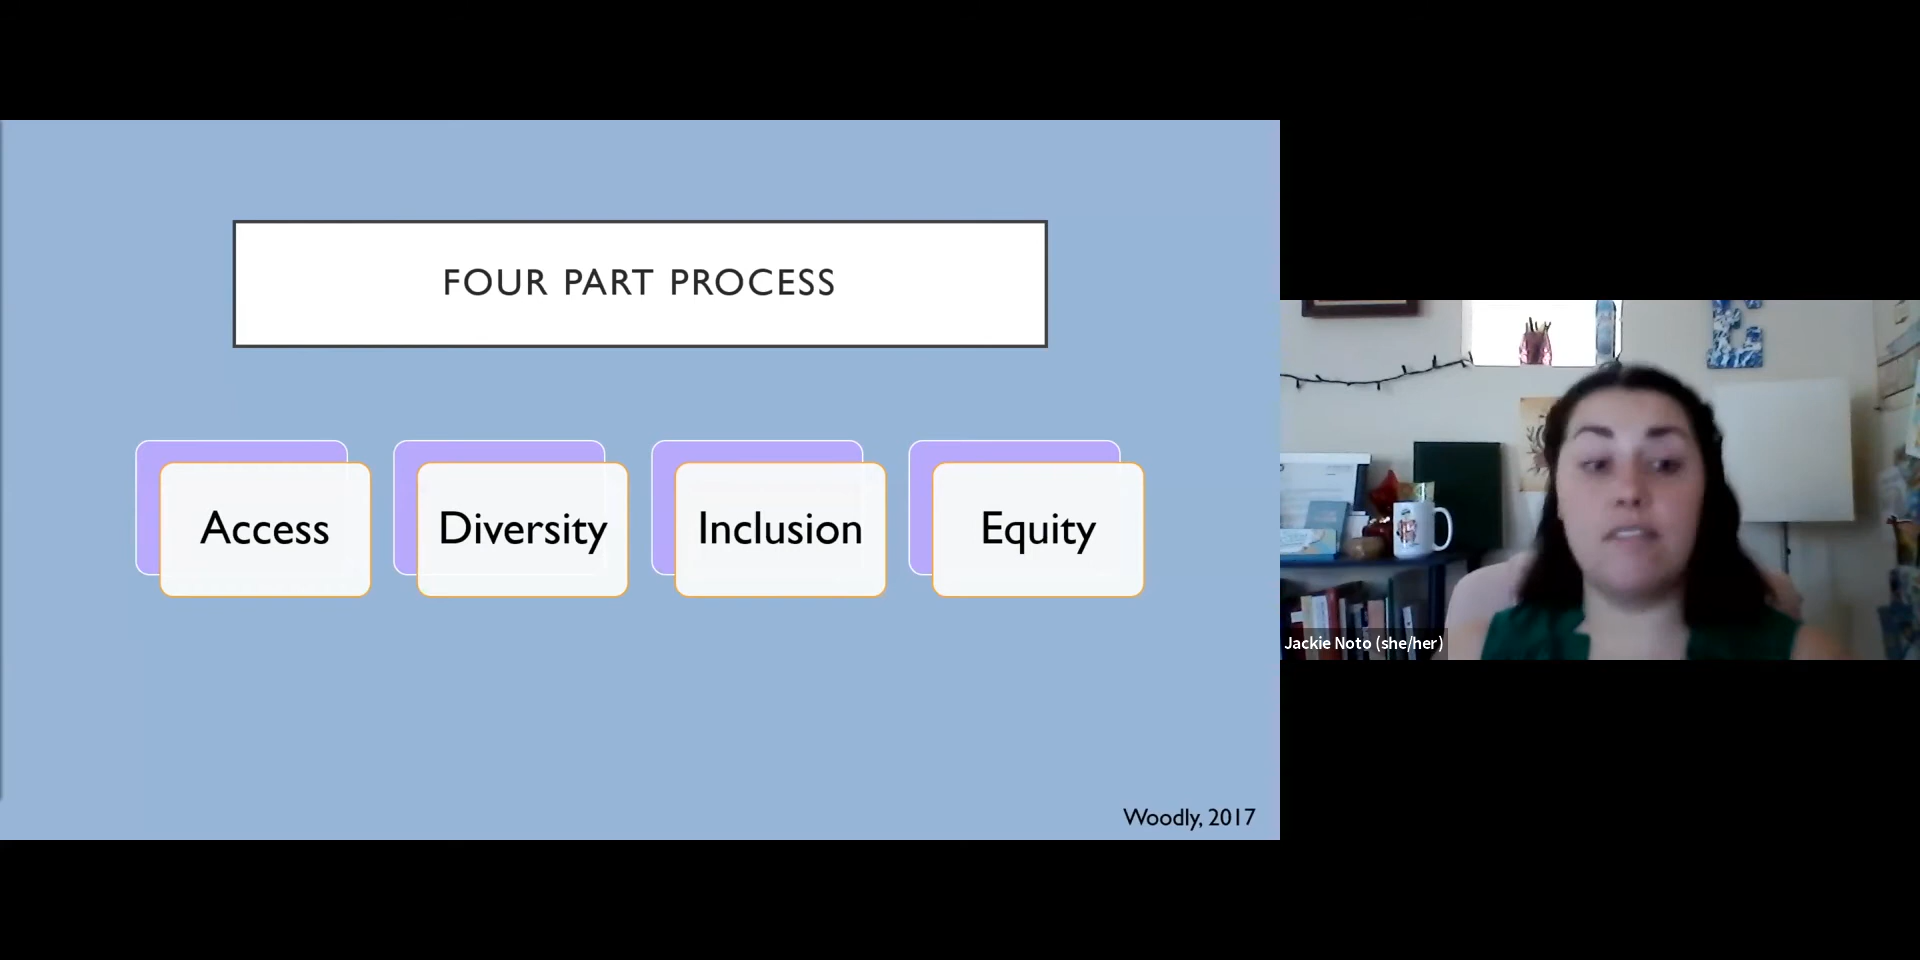 FOUR PART PROCESS
Access
Diversity
Inclusion
Equity
Woodly, 2017
Jackie Noto (she/her)